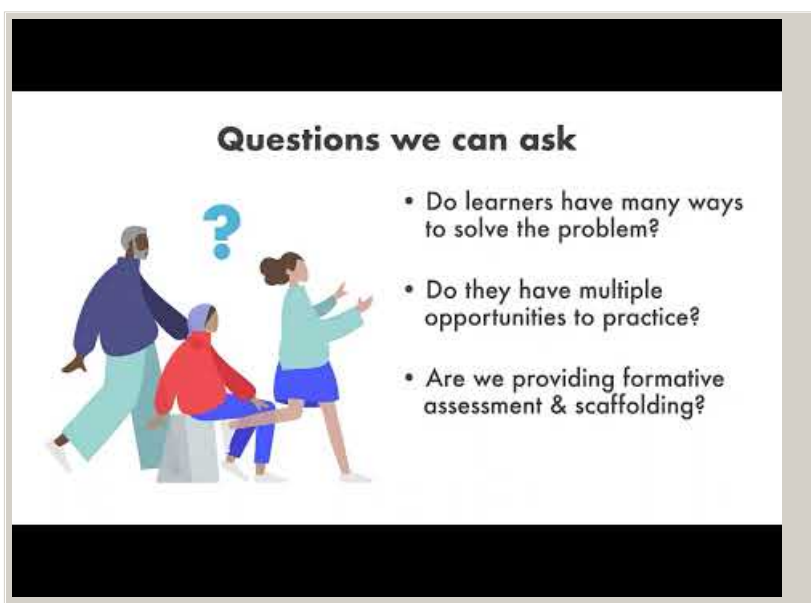 Questions we can ask
?
• Do learners have many ways
to solve the problem?
• Do they have multiple
opportunities to practice?
• Are we providing formative
assessment & scaffolding?